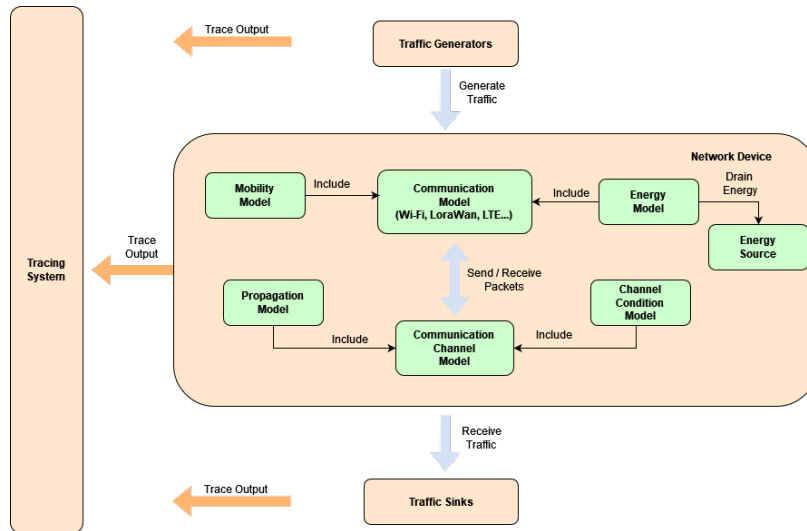 Trace Output
Traffic Generators
Generate
Traffic
Network Device
Mobility
Model
Include
Communication
Model
(Wi-Fi, LoraWan, LTE...)
Include
Energy
Model
Drain
Energy
Energy
Source
Tracing
System
Trace
Output
Send / Receive
Packets
Propagation
Model
Channel
Condition
Model
Include
Communication
Channel
Model
Include
Receive
Traffic
Trace Output
Traffic Sinks